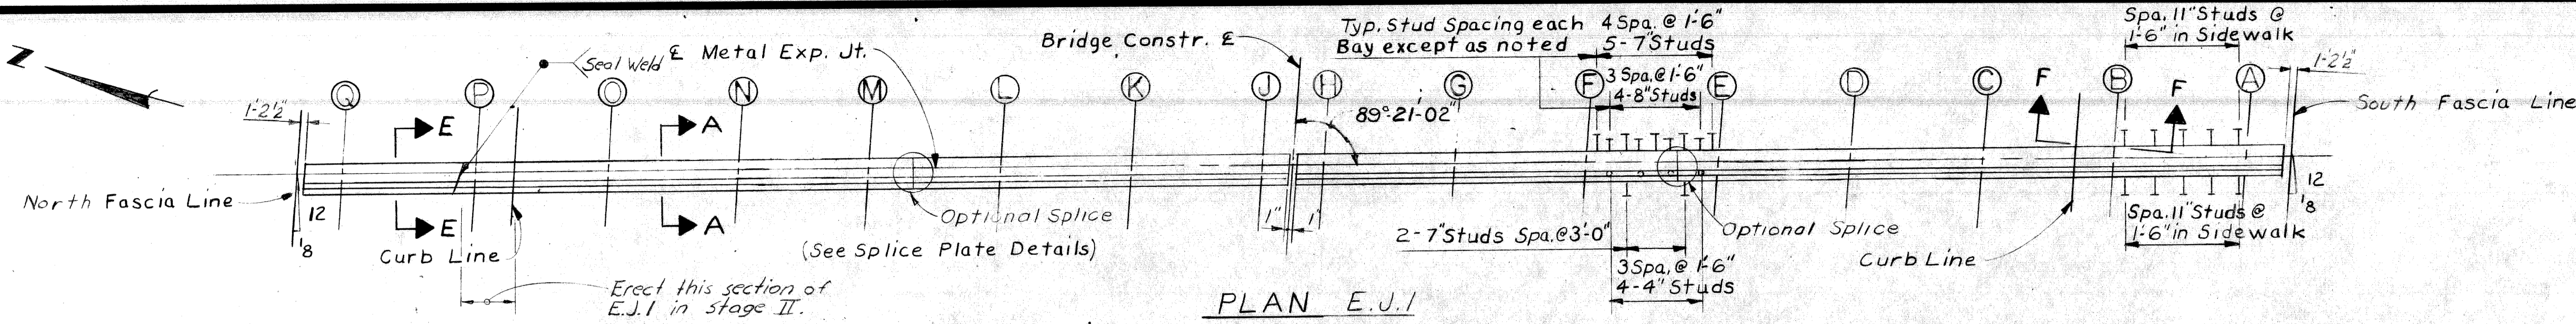 Typ. Stud Spacing each
Bay except as noted
4 Spa. @ 1'-6"
5-7" Studs
3 Spa. @ 1'-6"
4-8" Studs
Spa. 11" Studs @
1'-6" in Sidewalk
1'-2½"
Bridge Constr. ℄
℄ Metal Exp. Jt.
Seal Weld
N
1'-2½"
Q
P
O
N
M
L
K
J
H
G
F
E
D
C
F
B
F
A
South Fascia Line
89°-21'-02"
E
A
North Fascia Line
12
1/8
E
A
Curb Line
Optional Splice
(See Splice Plate Details)
1"
1"
2-7" Studs Spa. @ 3'-0"
Optional Splice
3 Spa. @ 1'-6"
4-4" Studs
Curb Line
Spa. 11" Studs @
1'-6" in Sidewalk
12
1/8
Erect this section of
E.J.1 in stage II.
PLAN E.J.1